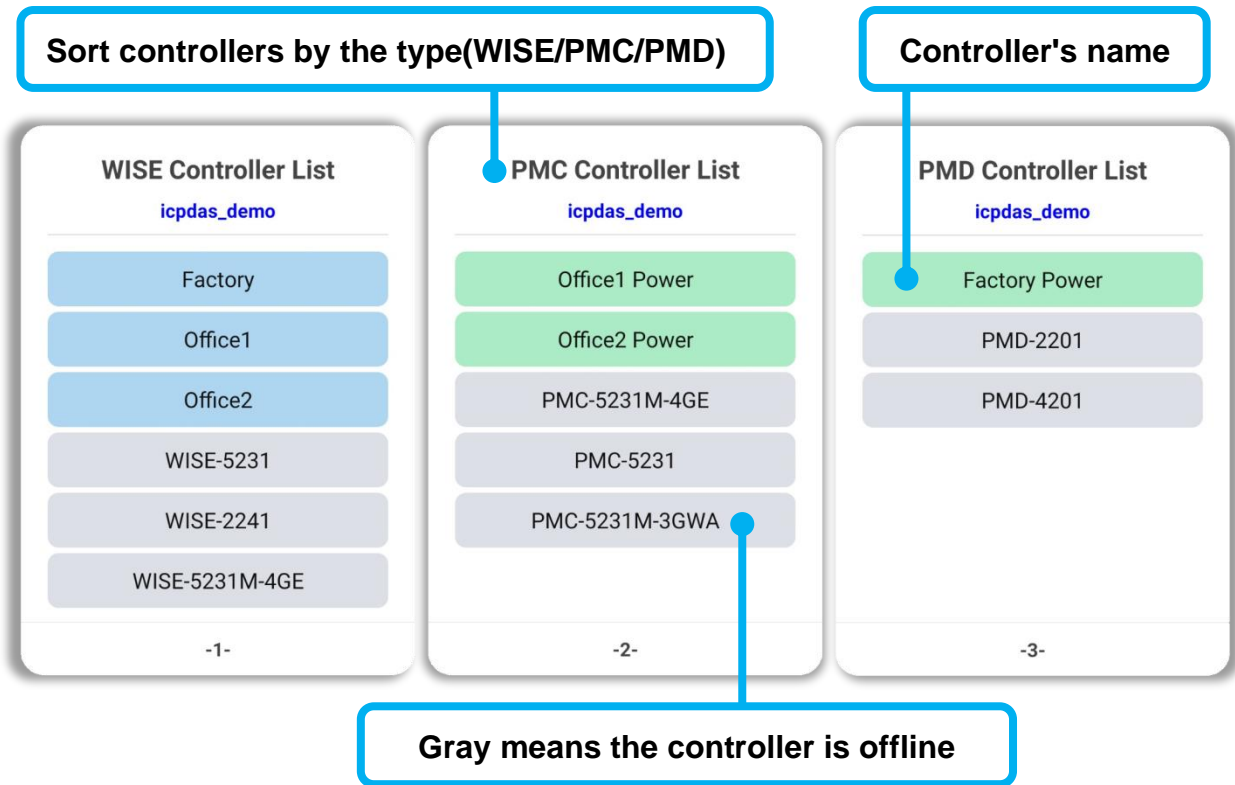 Sort controllers by the type(WISE/PMC/PMD)
Controller's name
WISE Controller List
icpdas_demo
Factory
Office1
Office2
WISE-5231
WISE-2241
WISE-5231M-4GE
-1-
PMC Controller List
icpdas_demo
Office1 Power
Office2 Power
PMC-5231M-4GE
PMC-5231
PMC-5231M-3GWA
-2-
PMD Controller List
icpdas_demo
Factory Power
PMD-2201
PMD-4201
-3-
Gray means the controller is offline